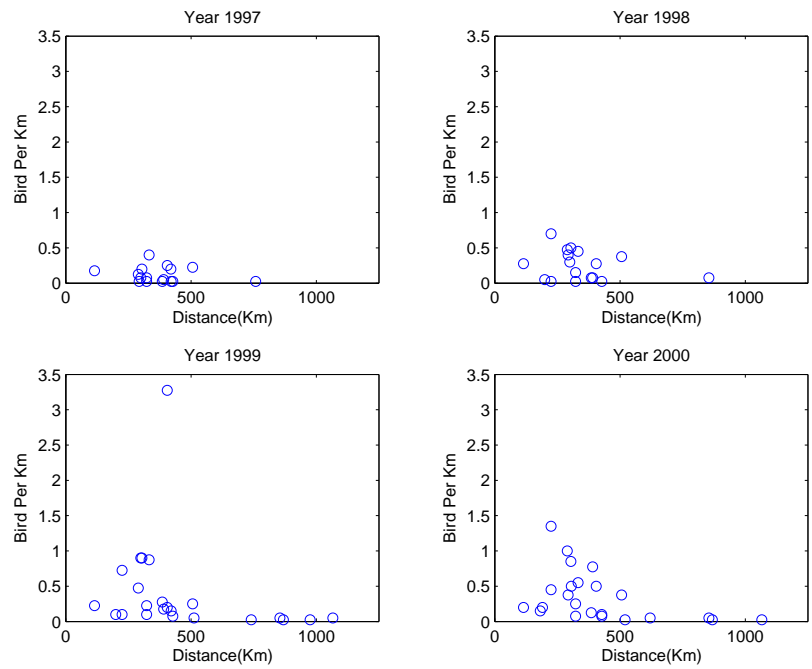 Year 1997
3.5
3
2.5
2
1.5
1
0.5
0
Bird Per Km
0 500 1000
Distance(Km)
Year 1998
3.5
3
2.5
2
1.5
1
0.5
0
Bird Per Km
0 500 1000
Distance(Km)
Year 1999
3.5
3
2.5
2
1.5
1
0.5
0
Bird Per Km
0 500 1000
Distance(Km)
Year 2000
3.5
3
2.5
2
1.5
1
0.5
0
Bird Per Km
0 500 1000
Distance(Km)